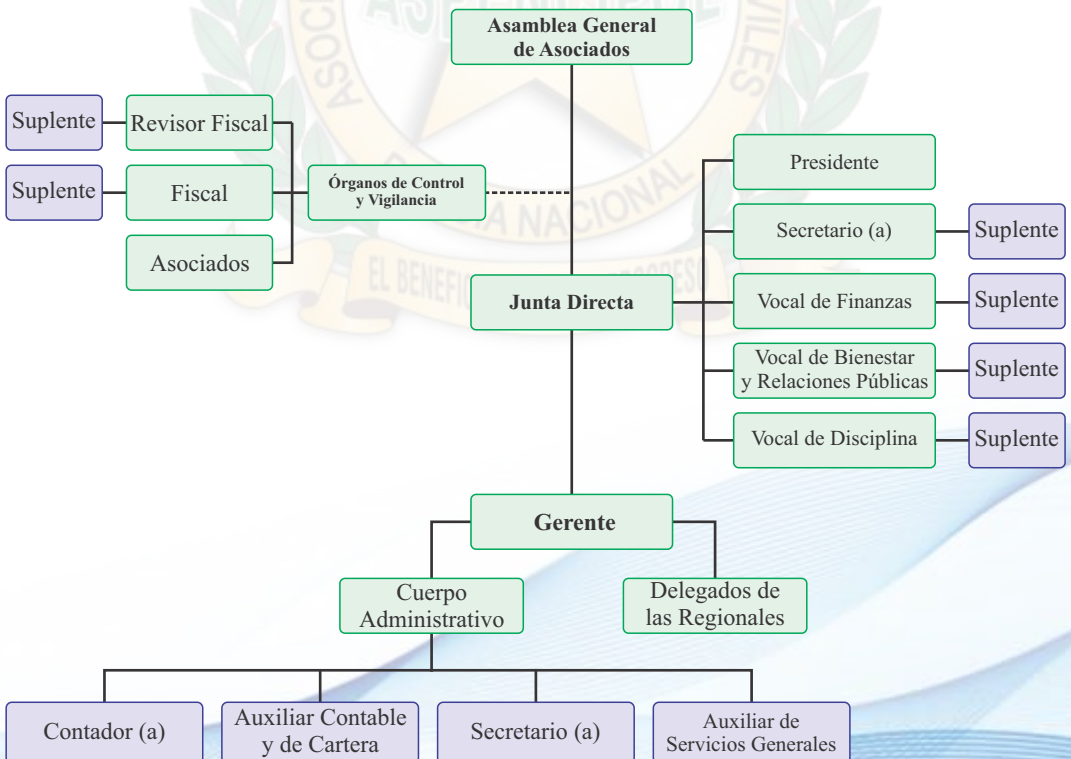 Asamblea General
de Asociados
Suplente
Revisor Fiscal
Suplente
Fiscal
Órganos de Control
y Vigilancia
Asociados
Presidente
Secretario (a)
Suplente
Junta Directa
Vocal de Finanzas
Suplente
Vocal de Bienestar
y Relaciones Públicas
Suplente
Vocal de Disciplina
Suplente
Gerente
Cuerpo
Administrativo
Delegados de
las Regionales
Contador (a)
Auxiliar Contable
y de Cartera
Secretario (a)
Auxiliar de
Servicios Generales
NACIONAL
EL